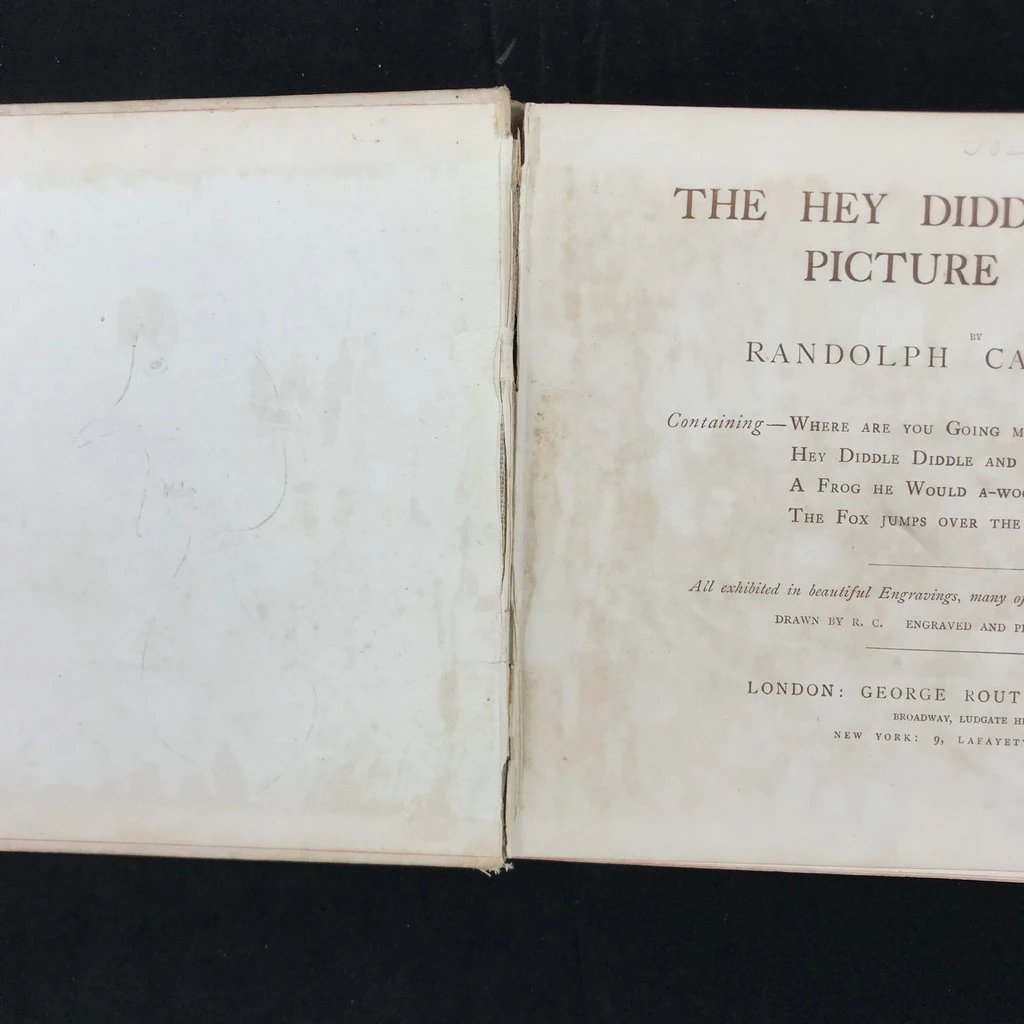 THE HEY DIDD
PICTURE
BY
RANDOLPH CA
Containing—WHERE ARE YOU GOING M
HEY DIDDLE DIDDLE AND
A FROG HE WOULD A-WOO
THE FOX JUMPS OVER THE
All exhibited in beautiful Engravings, many of
DRAWN BY R. C. ENGRAVED AND P
LONDON: GEORGE ROUT
BROADWAY, LUDGATE H
NEW YORK: 9, LAFAYET